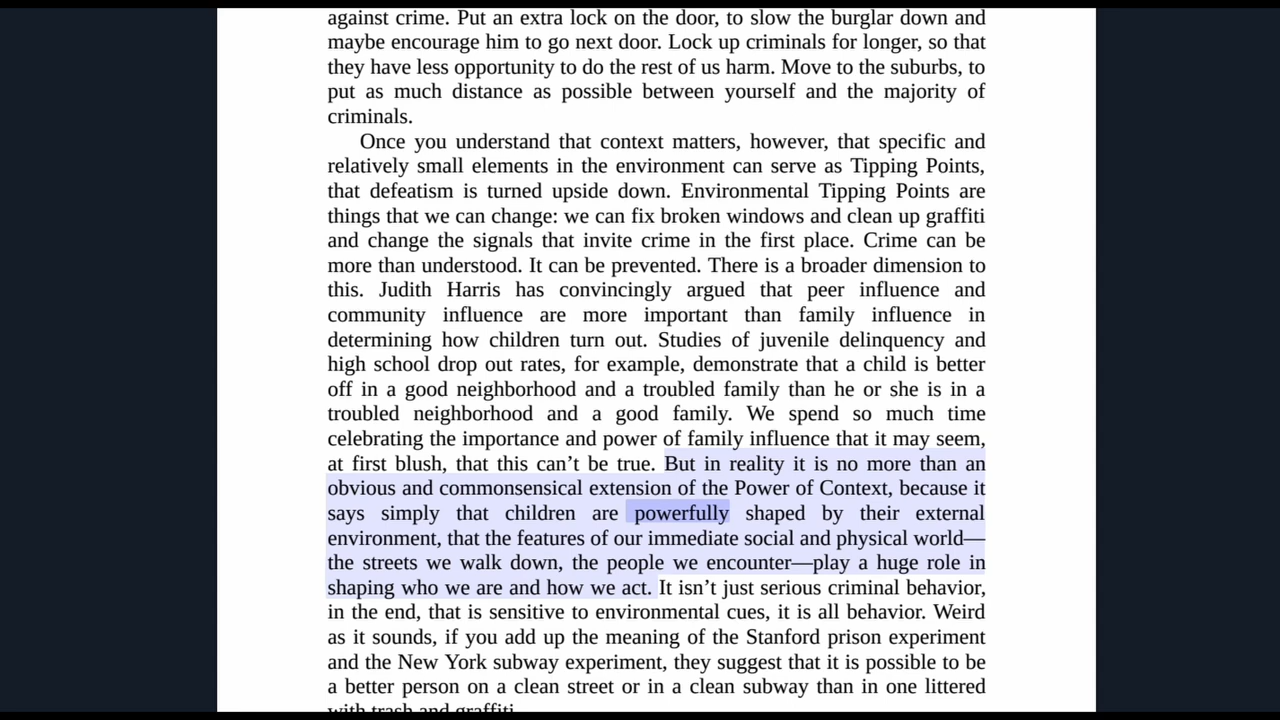 against crime. Put an extra lock on the door, to slow the burglar down and
maybe encourage him to go next door. Lock up criminals for longer, so that
they have less opportunity to do the rest of us harm. Move to the suburbs, to
put as much distance as possible between yourself and the majority of
criminals.
Once you understand that context matters, however, that specific and
relatively small elements in the environment can serve as Tipping Points,
that defeatism is turned upside down. Environmental Tipping Points are
things that we can change: we can fix broken windows and clean up graffiti
and change the signals that invite crime in the first place. Crime can be
more than understood. It can be prevented. There is a broader dimension to
this. Judith Harris has convincingly argued that peer influence and
community influence are more important than family influence in
determining how children turn out. Studies of juvenile delinquency and
high school drop out rates, for example, demonstrate that a child is better
off in a good neighborhood and a troubled family than he or she is in a
troubled neighborhood and a good family. We spend so much time
celebrating the importance and power of family influence that it may seem,
at first blush, that this can’t be true. But in reality it is no more than an
obvious and commonsensical extension of the Power of Context, because it
says simply that children are powerfully shaped by their external
environment, that the features of our immediate social and physical world—
the streets we walk down, the people we encounter—play a huge role in
shaping who we are and how we act. It isn’t just serious criminal behavior,
in the end, that is sensitive to environmental cues, it is all behavior. Weird
as it sounds, if you add up the meaning of the Stanford prison experiment
and the New York subway experiment, they suggest that it is possible to be
a better person on a clean street or in a clean subway than in one littered
with trash and graffiti.